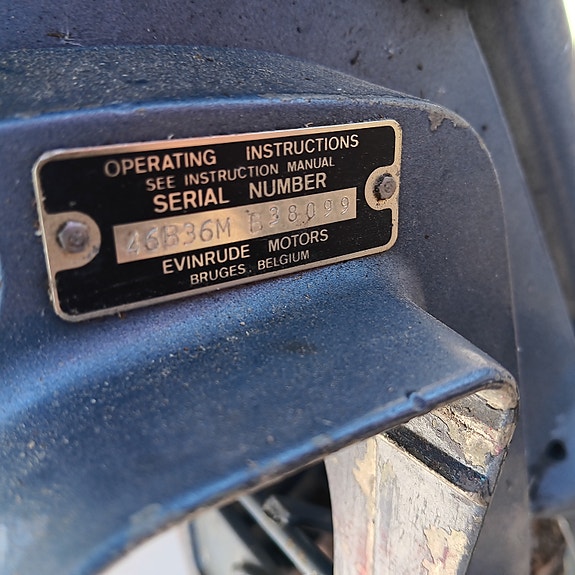 OPERATING INSTRUCTIONS
SEE INSTRUCTION MANUAL
SERIAL NUMBER
46B36M B38099
EVINRUDE MOTORS
BRUGES, BELGIUM